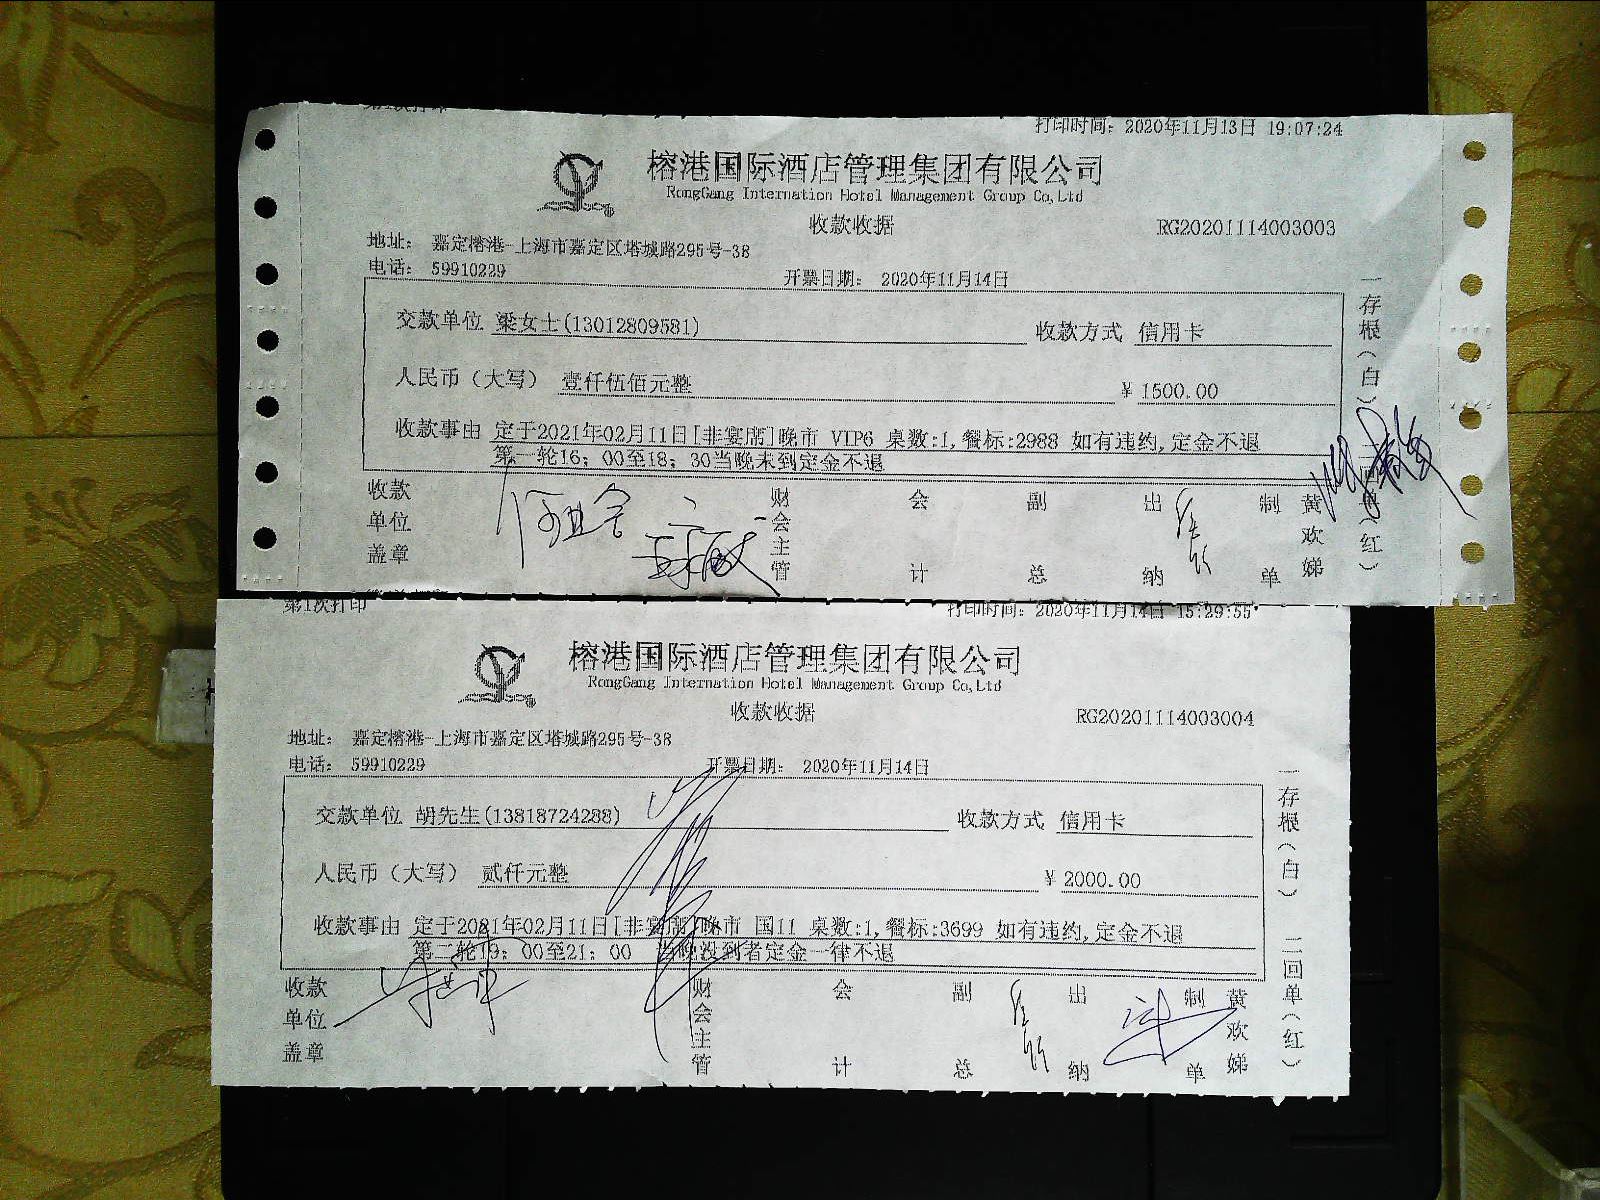 打印时间：2020年11月13日 19:07:24
榕港国际酒店管理集团有限公司
RongGang Internation Hotel Management Group Co,Ltd
收款收据
RG20201114003003
地址： 嘉定榕港-上海市嘉定区塔城路295号-38
电话： 59910229
开票日期： 2020年11月14日
交款单位 梁女士(13012809581)
收款方式 信用卡
人民币（大写） 壹仟伍佰元整
￥ 1500.00
收款事由 定于2021年02月11日[非宴席]晚市 VIP6 桌数:1,餐标:2988 如有违约,定金不退
第一轮16：00至18：30当晚未到定金不退
收款单位盖章
财会主管
会计
副总
出纳
制单
黄欢娣
一存根（白）
二回单（红）
第1次打印
打印时间：2020年11月14日 15:29:55
榕港国际酒店管理集团有限公司
RongGang Internation Hotel Management Group Co,Ltd
收款收据
RG20201114003004
地址： 嘉定榕港-上海市嘉定区塔城路295号-38
电话： 59910229
开票日期： 2020年11月14日
交款单位 胡先生(13818724288)
收款方式 信用卡
人民币（大写） 贰仟元整
￥ 2000.00
收款事由 定于2021年02月11日[非宴席]晚市 国11 桌数:1,餐标:3699 如有违约,定金不退
第二轮19：00至21：00 当晚没到者定金一律不退
收款单位盖章
财会主管
会计
副总
出纳
制单
黄欢娣
一存根（白）
二回单（红）